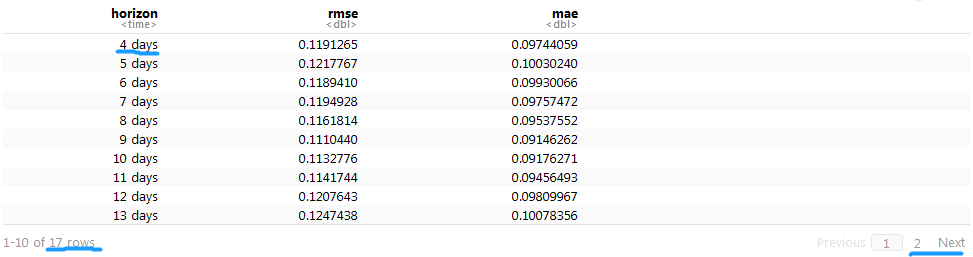 horizon rmse mae
<time> <dbl> <dbl>
4 days 0.1191265 0.09744059
5 days 0.1217767 0.10030240
6 days 0.1189410 0.09930066
7 days 0.1194928 0.09757472
8 days 0.1161814 0.09537552
9 days 0.1110440 0.09146262
10 days 0.1132776 0.09176271
11 days 0.1141744 0.09456493
12 days 0.1207643 0.09809967
13 days 0.1247438 0.10078356
1-10 of 17 rows Previous 1 2 Next